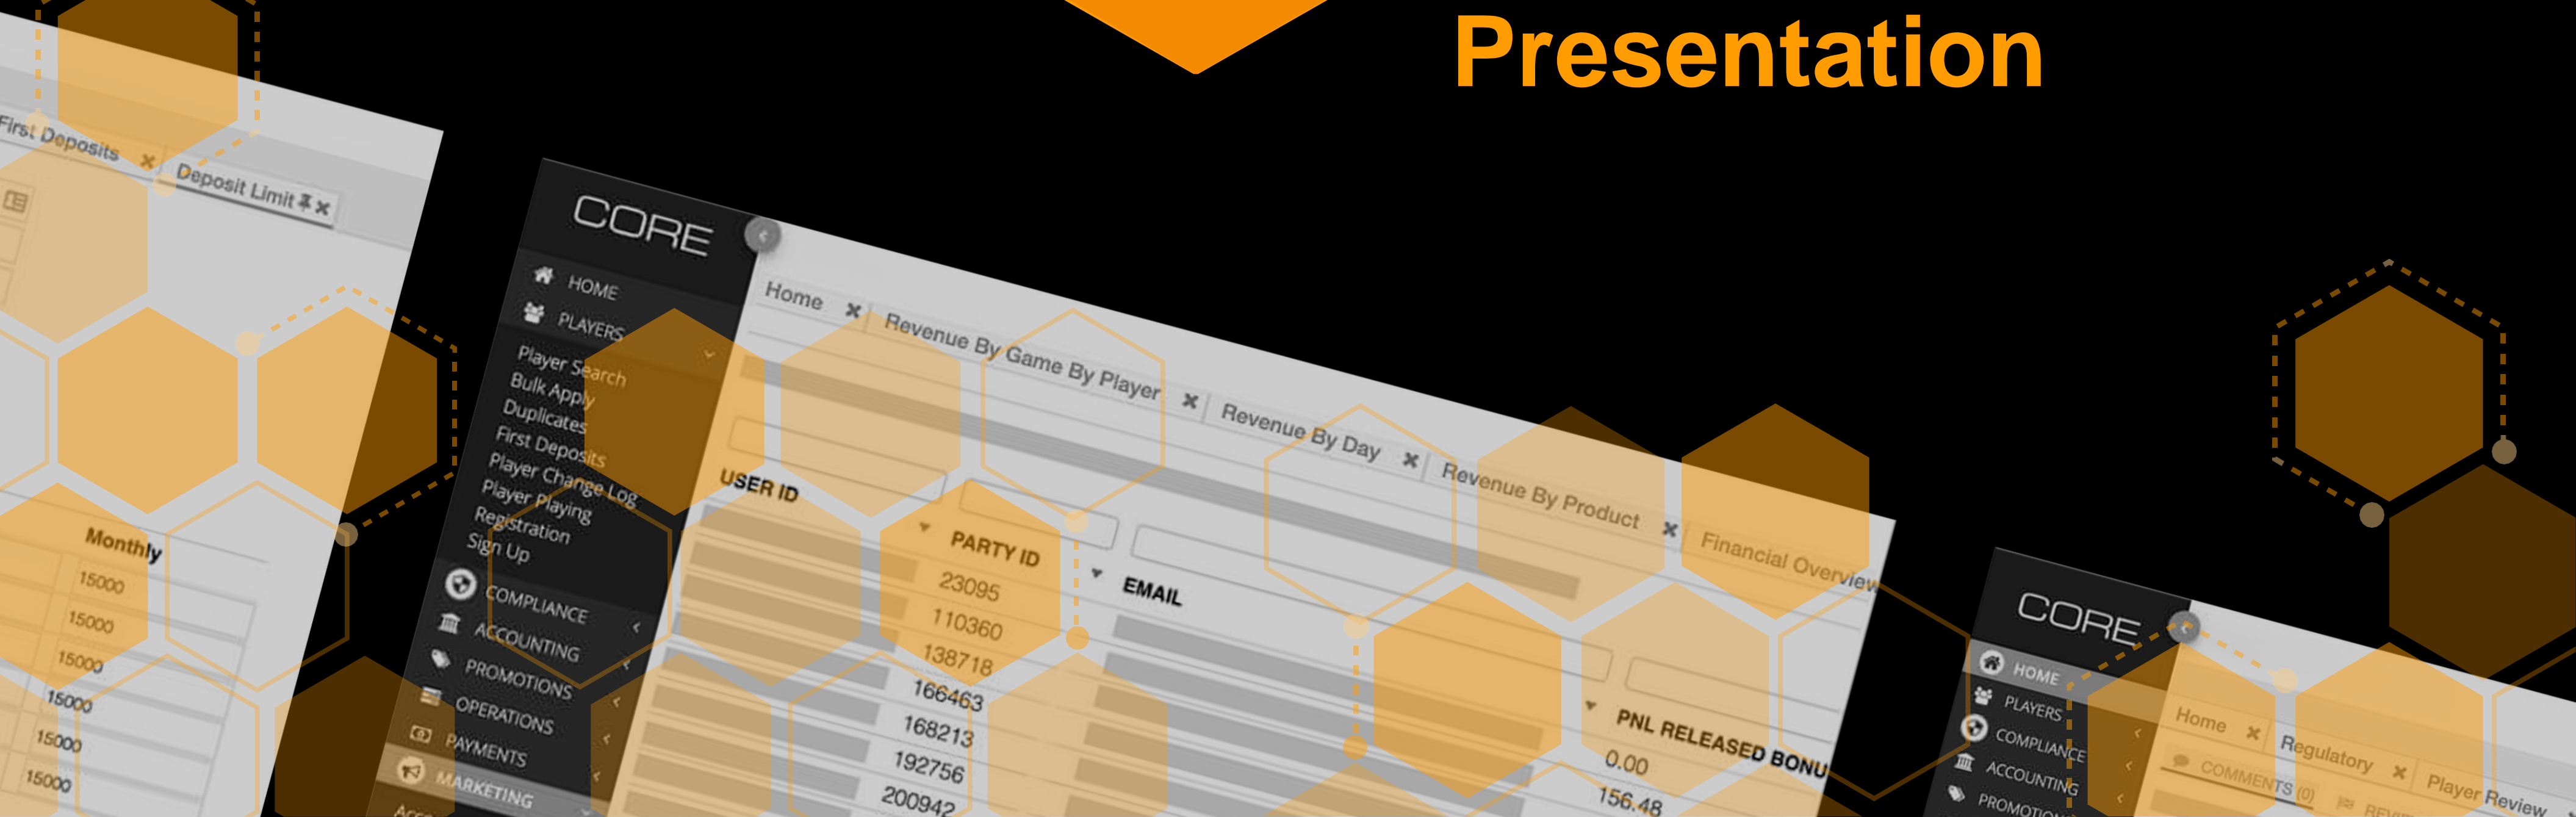 Presentation
First Deposits
Deposit Limit
Monthly
15000
15000
15000
15000
15000
15000
CORE
HOME
PLAYERS
Player Search
Bulk Apply
Duplicates
First Deposits
Player Change Log
Player Playing
Registration
Sign Up
COMPLIANCE
ACCOUNTING
PROMOTIONS
OPERATIONS
PAYMENTS
MARKETING
Home
Revenue By Game By Player
Revenue By Day
Revenue By Product
Financial Overview
USER ID
PARTY ID
EMAIL
PNL RELEASED BONU
23095
110360
138718
166463
168213
192756
200942
0.00
156.48
CORE
HOME
PLAYERS
COMPLIANCE
ACCOUNTING
PROMOTION
Home
Regulatory
Player Review
COMMENTS (0)